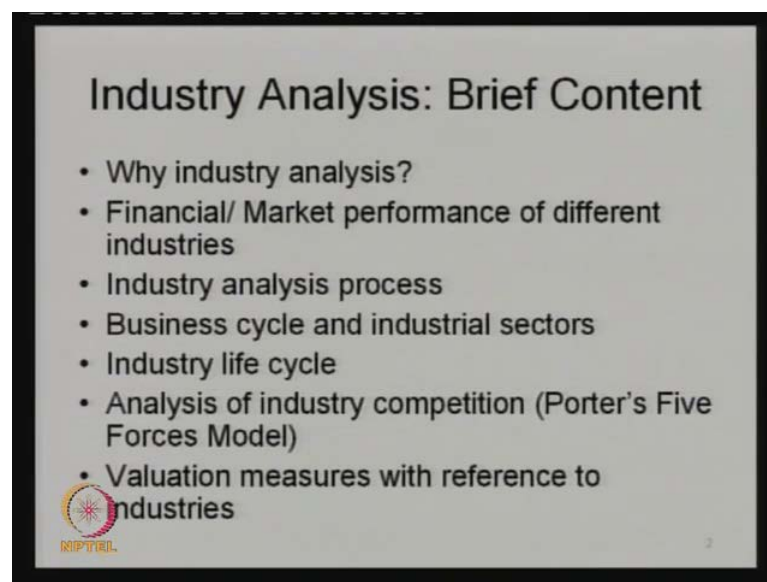 Industry Analysis: Brief Content
• Why industry analysis?
• Financial/ Market performance of different
industries
• Industry analysis process
• Business cycle and industrial sectors
• Industry life cycle
• Analysis of industry competition (Porter's Five
Forces Model)
• Valuation measures with reference to
industries
NPTEL
2